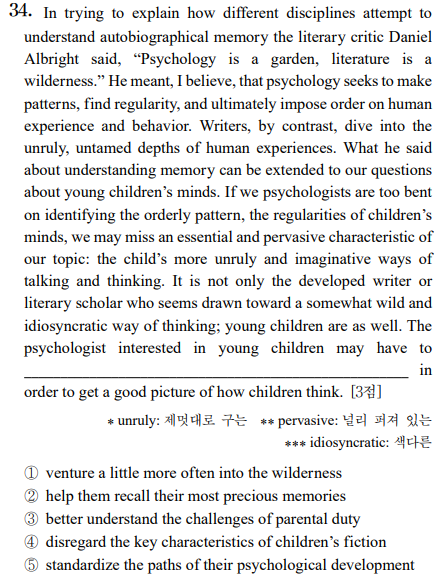 34. In trying to explain how different disciplines attempt to
understand autobiographical memory the literary critic Daniel
Albright said, “Psychology is a garden, literature is a
wilderness.” He meant, I believe, that psychology seeks to make
patterns, find regularity, and ultimately impose order on human
experience and behavior. Writers, by contrast, dive into the
unruly, untamed depths of human experiences. What he said
about understanding memory can be extended to our questions
about young children’s minds. If we psychologists are too bent
on identifying the orderly pattern, the regularities of children’s
minds, we may miss an essential and pervasive characteristic of
our topic: the child’s more unruly and imaginative ways of
talking and thinking. It is not only the developed writer or
literary scholar who seems drawn toward a somewhat wild and
idiosyncratic way of thinking; young children are as well. The
psychologist interested in young children may have to
________________________________________ in
order to get a good picture of how children think. [3점]
* unruly: 제멋대로 구는 ** pervasive: 널리 퍼져 있는
*** idiosyncratic: 색다른
① venture a little more often into the wilderness
② help them recall their most precious memories
③ better understand the challenges of parental duty
④ disregard the key characteristics of children’s fiction
⑤ standardize the paths of their psychological development